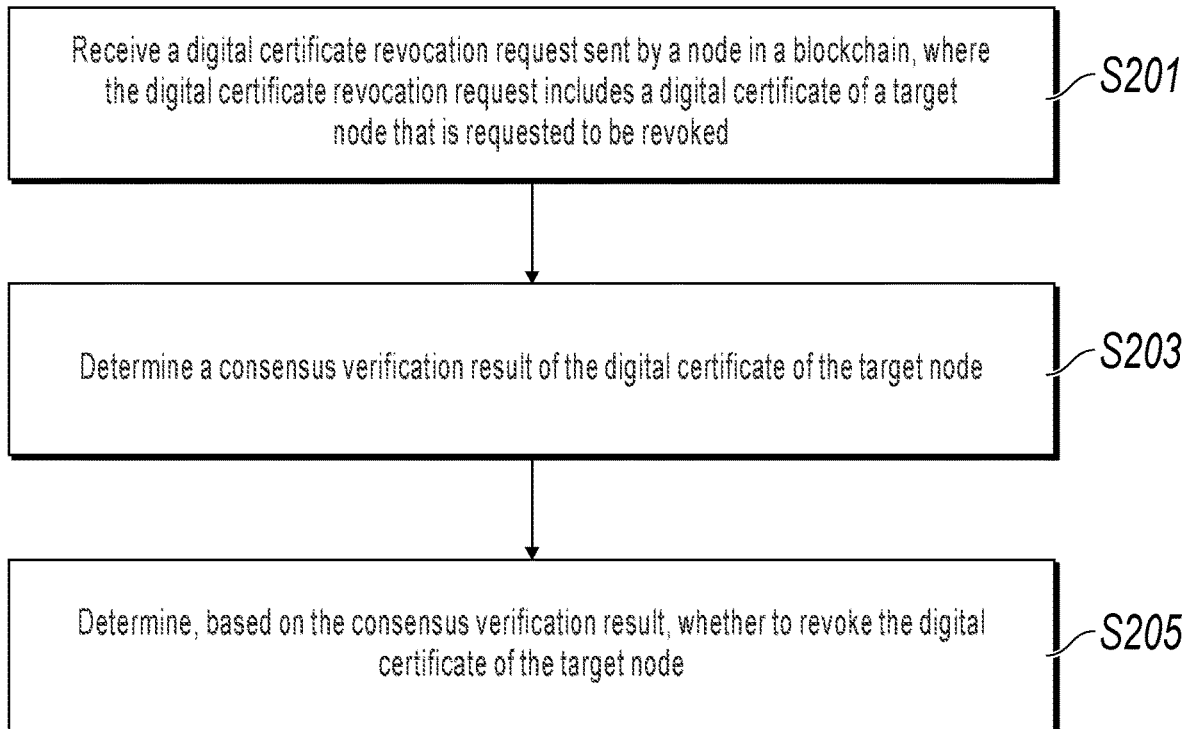 Receive a digital certificate revocation request sent by a node in a blockchain, where
the digital certificate revocation request includes a digital certificate of a target
node that is requested to be revoked
S201
Determine a consensus verification result of the digital certificate of the target node
S203
Determine, based on the consensus verification result, whether to revoke the digital
certificate of the target node
S205